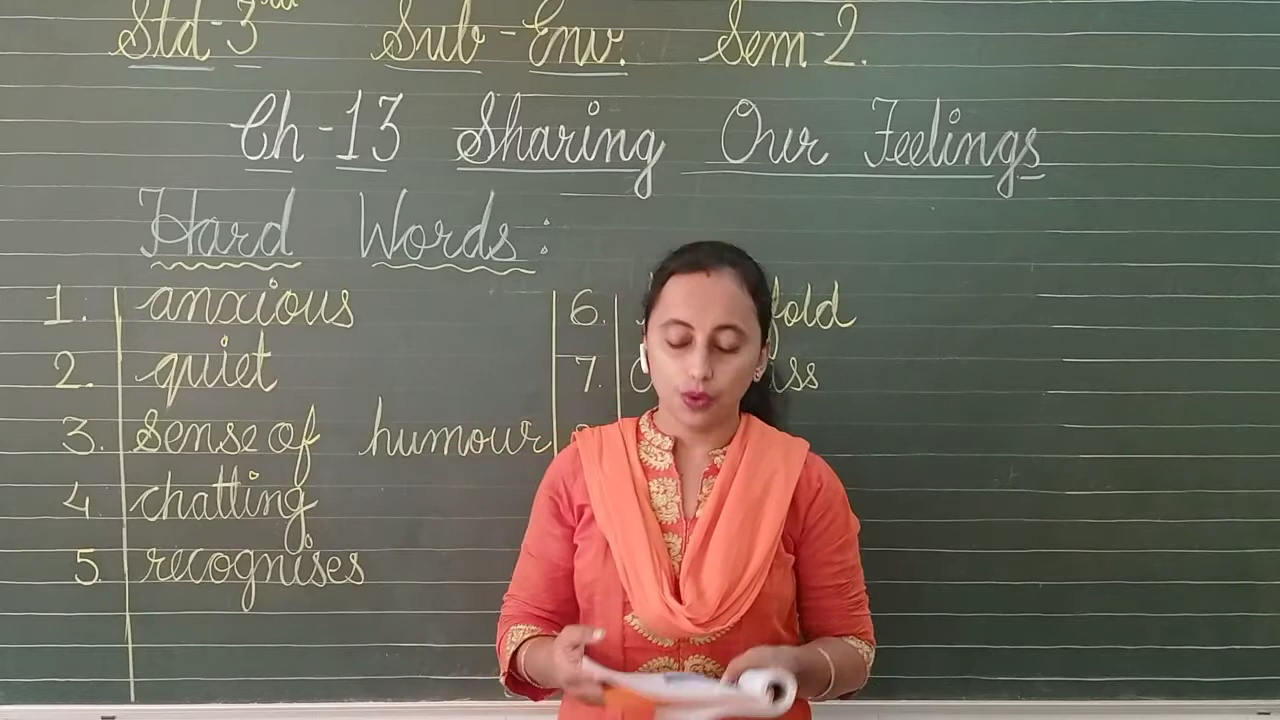 Std-3rd Sub-Env. Sem-2.
Ch-13 Sharing Our Feelings
Hard Words:
1. anxious
2. quiet
3. sense of humour
4. chatting
5. recognises
6.
7.